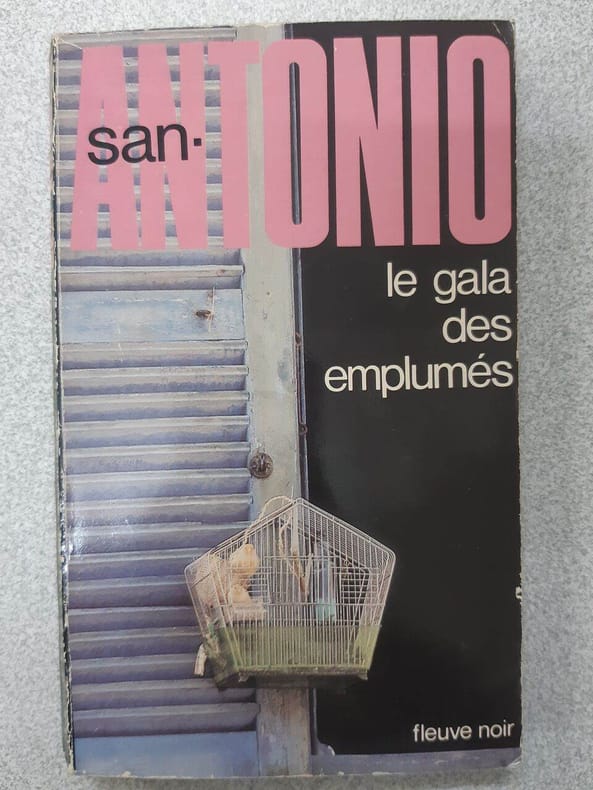 san-
ANTONIO
le gala
des
emplumés
fleuve noir